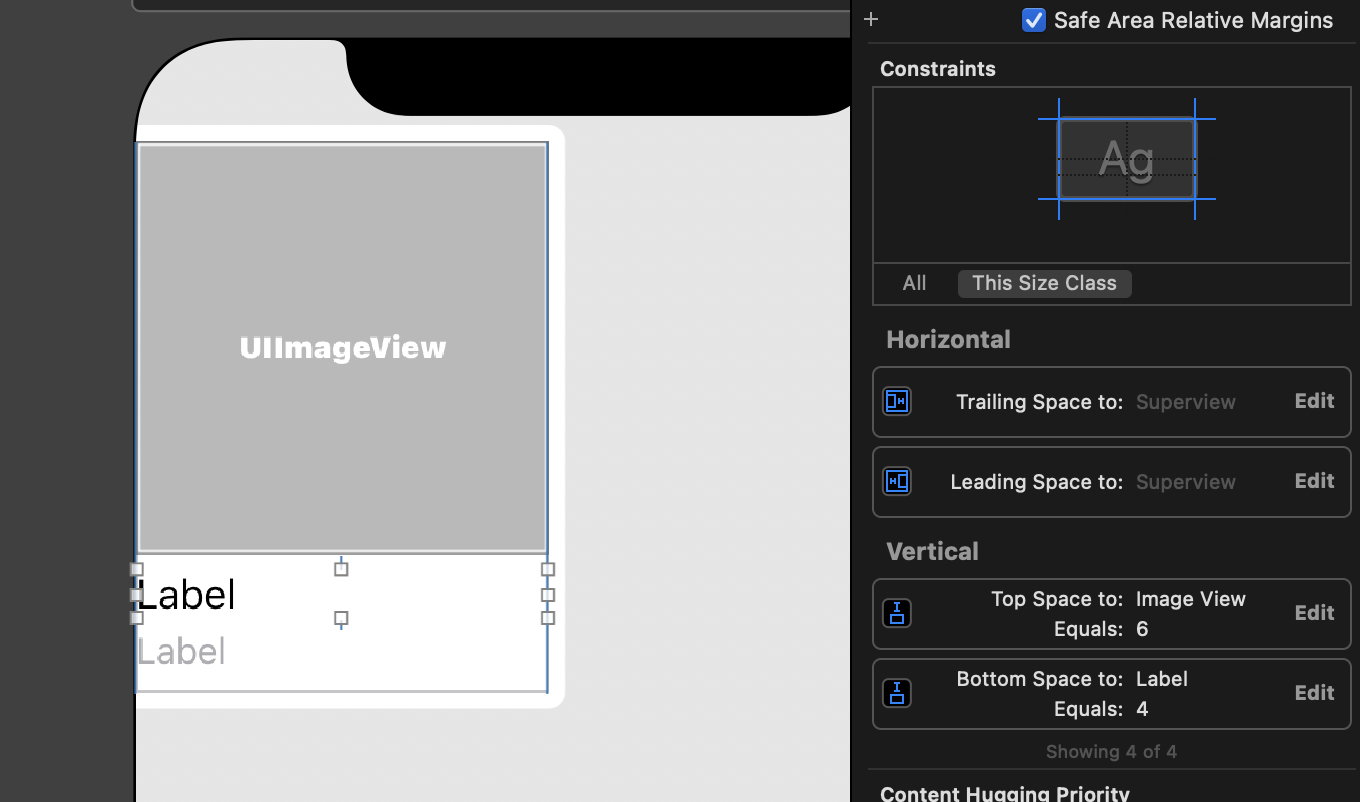 Safe Area Relative Margins
Constraints
Ag
All This Size Class
UIImageView
Horizontal
Trailing Space to: Superview Edit
Leading Space to: Superview Edit
Vertical
Top Space to: Image View
Equals: 6
Edit
Label
Label
Bottom Space to: Label
Equals: 4
Edit
Showing 4 of 4
Content Hugging Priority